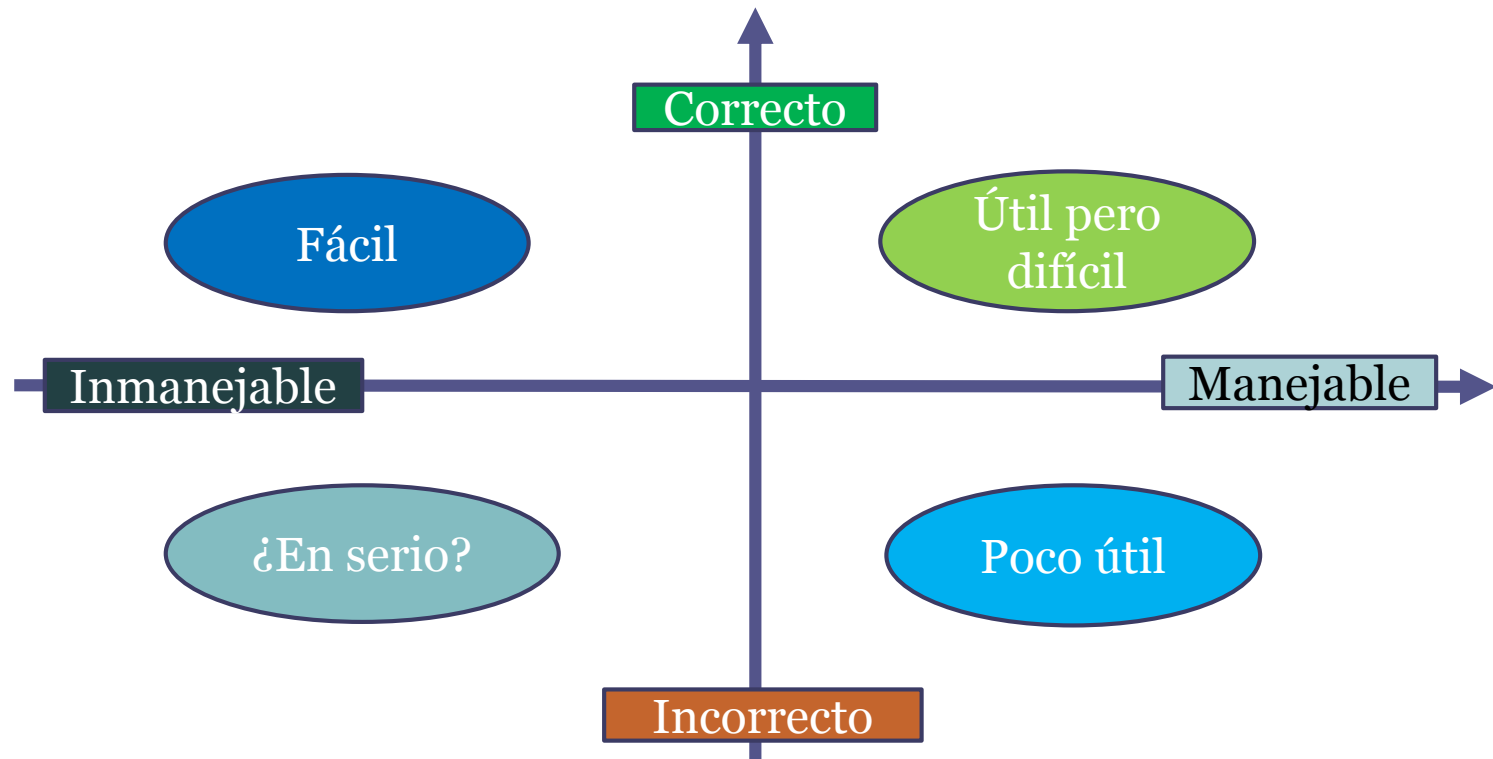 Correcto
Fácil
Útil pero
difícil
Inmanejable
Manejable
¿En serio?
Poco útil
Incorrecto